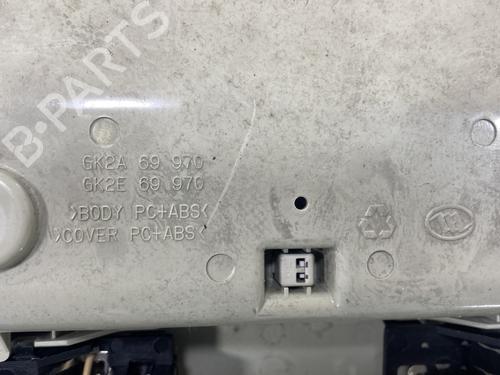 B-PARTS
GK2A 69 970
GK2E 69 970
>BODY PC+ABS<
>COVER PC+ABS<